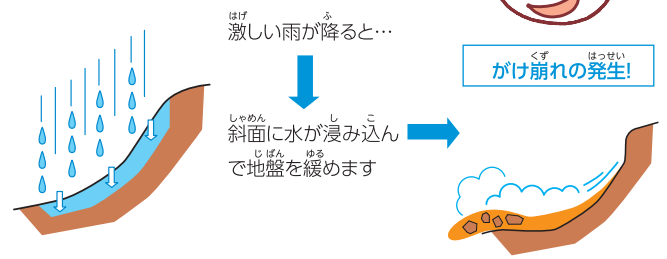 激しい雨が降ると…
斜面に水が浸み込ん
で地盤を緩めます
がけ崩れの発生!